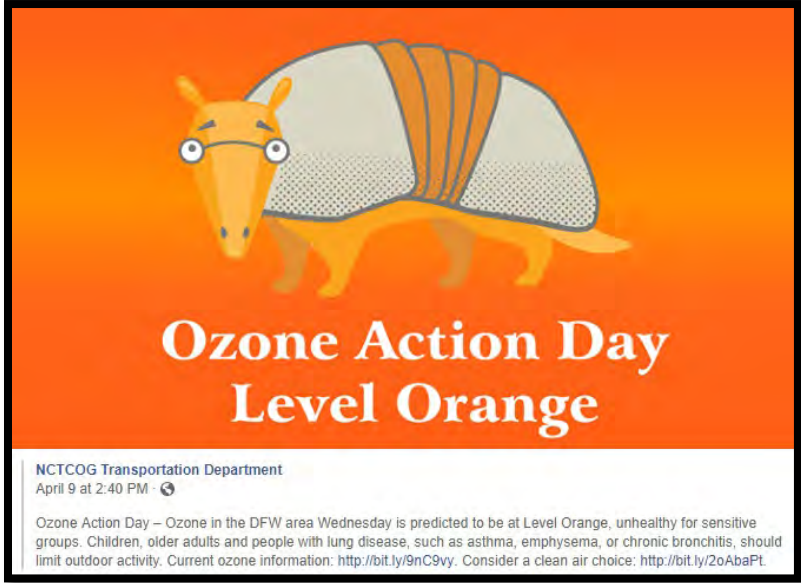 Ozone Action Day
Level Orange
NCTCOG Transportation Department
April 9 at 2:40 PM ·
Ozone Action Day – Ozone in the DFW area Wednesday is predicted to be at Level Orange, unhealthy for sensitive
groups. Children, older adults and people with lung disease, such as asthma, emphysema, or chronic bronchitis, should
limit outdoor activity. Current ozone information: http://bit.ly/9nC9vy. Consider a clean air choice: http://bit.ly/2oAbaPt.